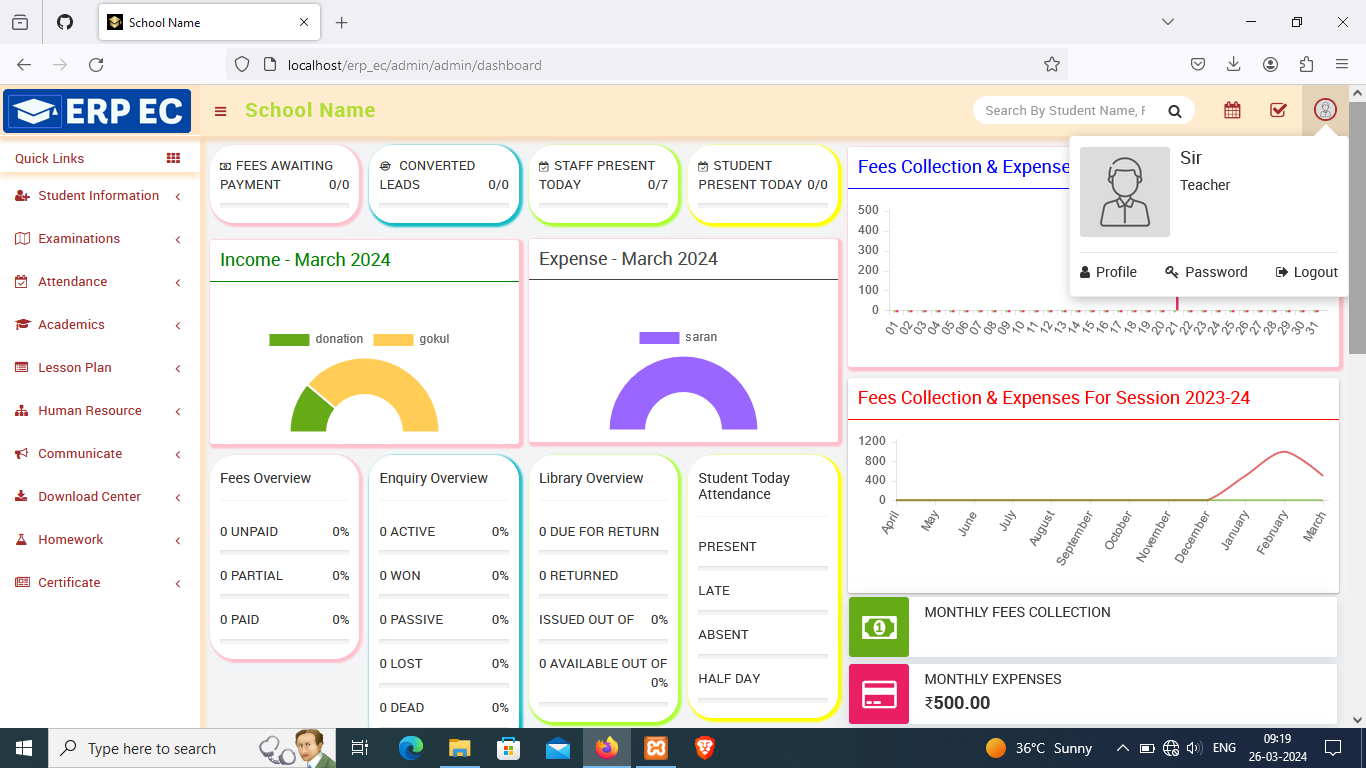 School Name
localhost/erp_ec/admin/admin/dashboard
ERP EC
School Name
Search By Student Name, F
Quick Links
Student Information
Examinations
Attendance
Academics
Lesson Plan
Human Resource
Communicate
Download Center
Homework
Certificate
FEES AWAITING
PAYMENT 0/0
CONVERTED
LEADS 0/0
STAFF PRESENT
TODAY 0/7
STUDENT
PRESENT TODAY 0/0
Income - March 2024
donation gokul
Expense - March 2024
saran
Fees Collection & Expense
500
400
300
200
100
0
01 02 03 04 05 06 07 08 09 10 11 12 13 14 15 16 17 18 19 20 21 22 23 24 25 26 27 28 29 30 31
Sir
Teacher
Profile Password Logout
Fees Collection & Expenses For Session 2023-24
1200
800
400
0
April May June July August September October November December January February March
Fees Overview
0 UNPAID 0%
0 PARTIAL 0%
0 PAID 0%
Enquiry Overview
0 ACTIVE 0%
0 WON 0%
0 PASSIVE 0%
0 LOST 0%
0 DEAD 0%
Library Overview
0 DUE FOR RETURN
0 RETURNED
ISSUED OUT OF 0%
0 AVAILABLE OUT OF
0%
Student Today
Attendance
PRESENT
LATE
ABSENT
HALF DAY
MONTHLY FEES COLLECTION
MONTHLY EXPENSES
₹500.00
Type here to search
36°C Sunny
ENG
09:19
26-03-2024